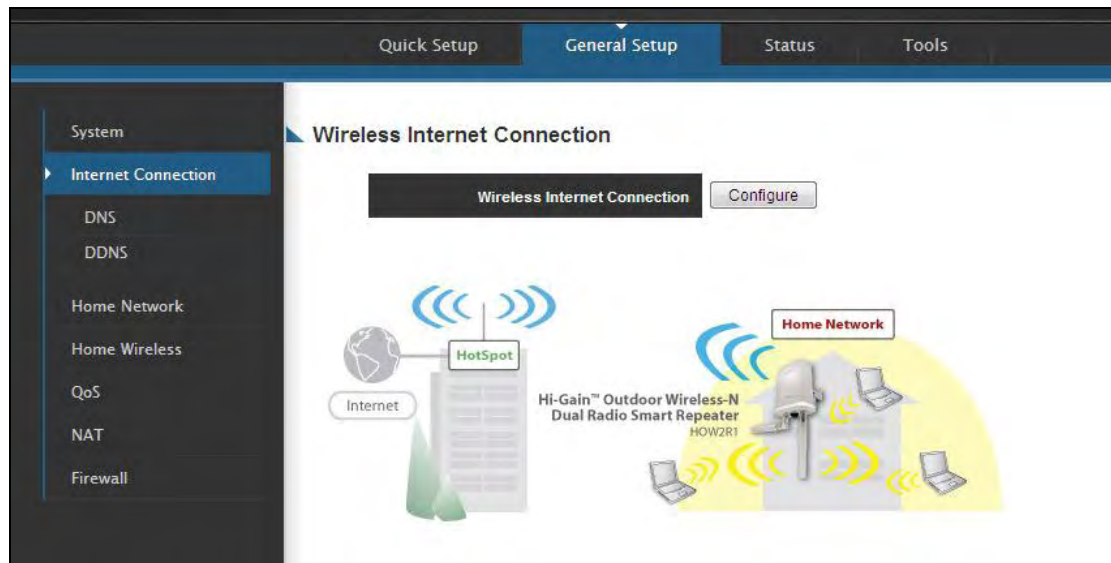 Quick Setup
General Setup
Status
Tools
System
Internet Connection
DNS
DDNS
Home Network
Home Wireless
QoS
NAT
Firewall
Wireless Internet Connection
Wireless Internet Connection
Configure
HotSpot
Internet
Home Network
Hi-Gain™ Outdoor Wireless-N
Dual Radio Smart Repeater
HOW2R1